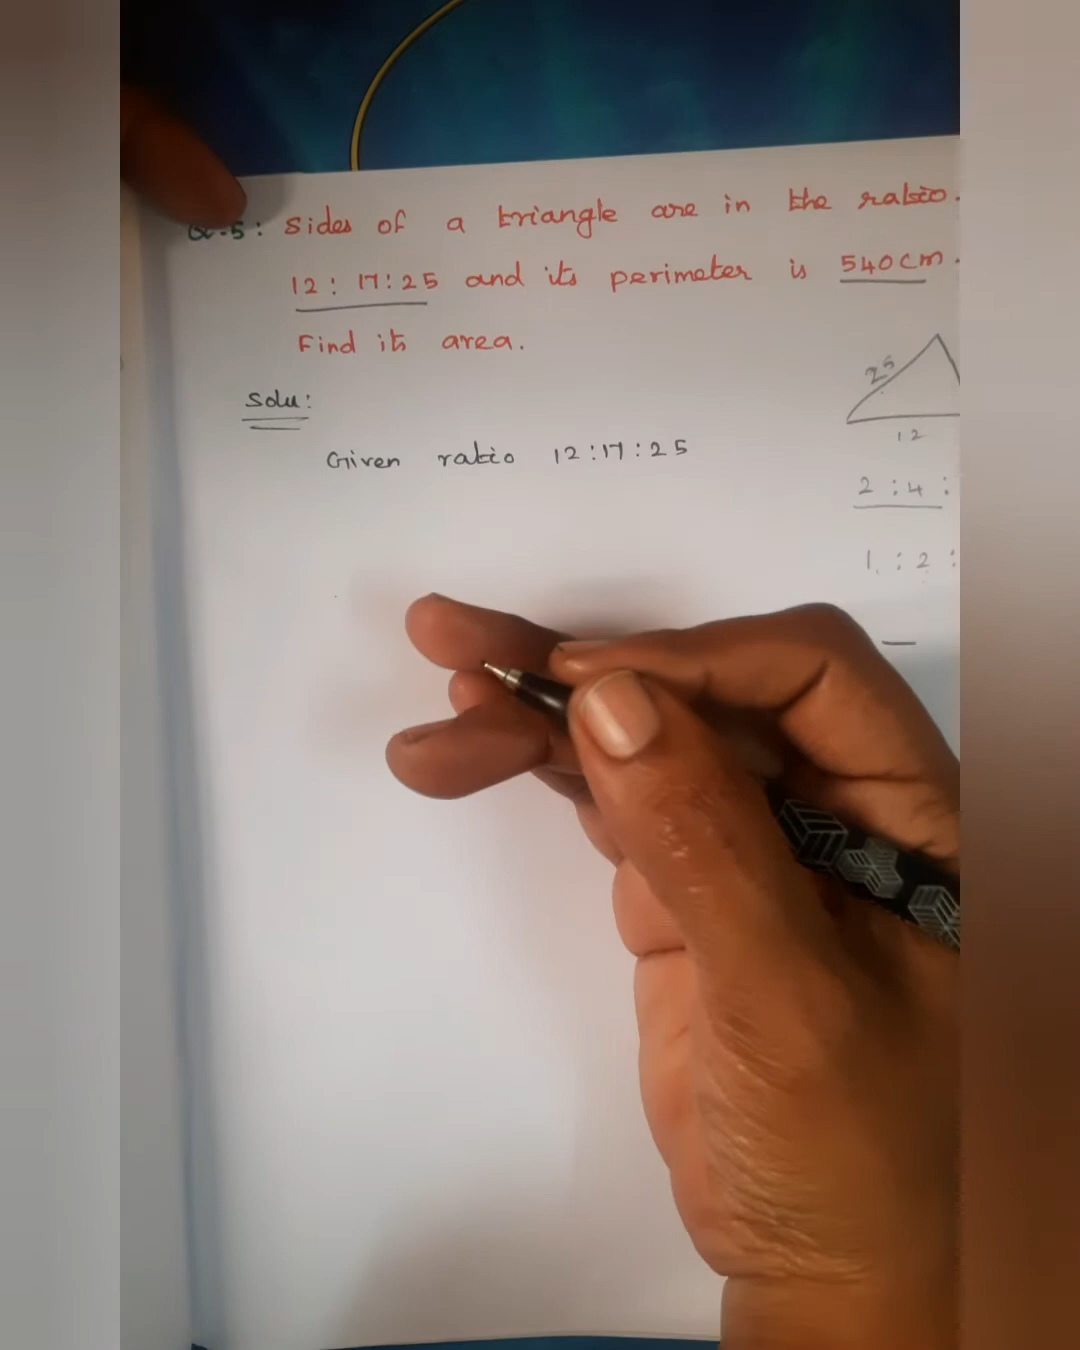 Q.5: Sides of a triangle are in the ratio.
12 : 17 : 25 and its perimeter is 540cm.
Find its area.
Solu:
25
12
Given ratio 12 : 17 : 25
2 : 4 :
1 : 2 :